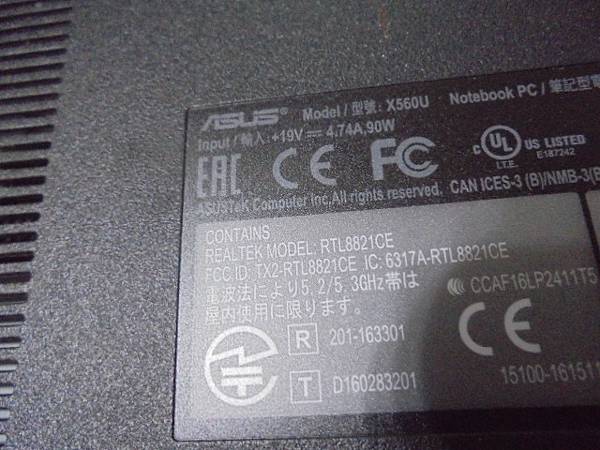 ASUS® Model / 型號: X560U Notebook PC / 筆記型電
Input / 輸入: +19V ⎓ 4.74A, 90W
EAC CE FC C UL US LISTED
I.T.E. E187242
ASUSTeK Computer Inc. All rights reserved. CAN ICES-3 (B)/NMB-3(B
CONTAINS
REALTEK MODEL: RTL8821CE
FCC ID: TX2-RTL8821CE IC: 6317A-RTL8821CE
電波法により5.2/5.3GHz帯は
屋内使用に限ります。
CCAF16LP2411T5
R 201-163301
T D160283201
CE
15100-161511